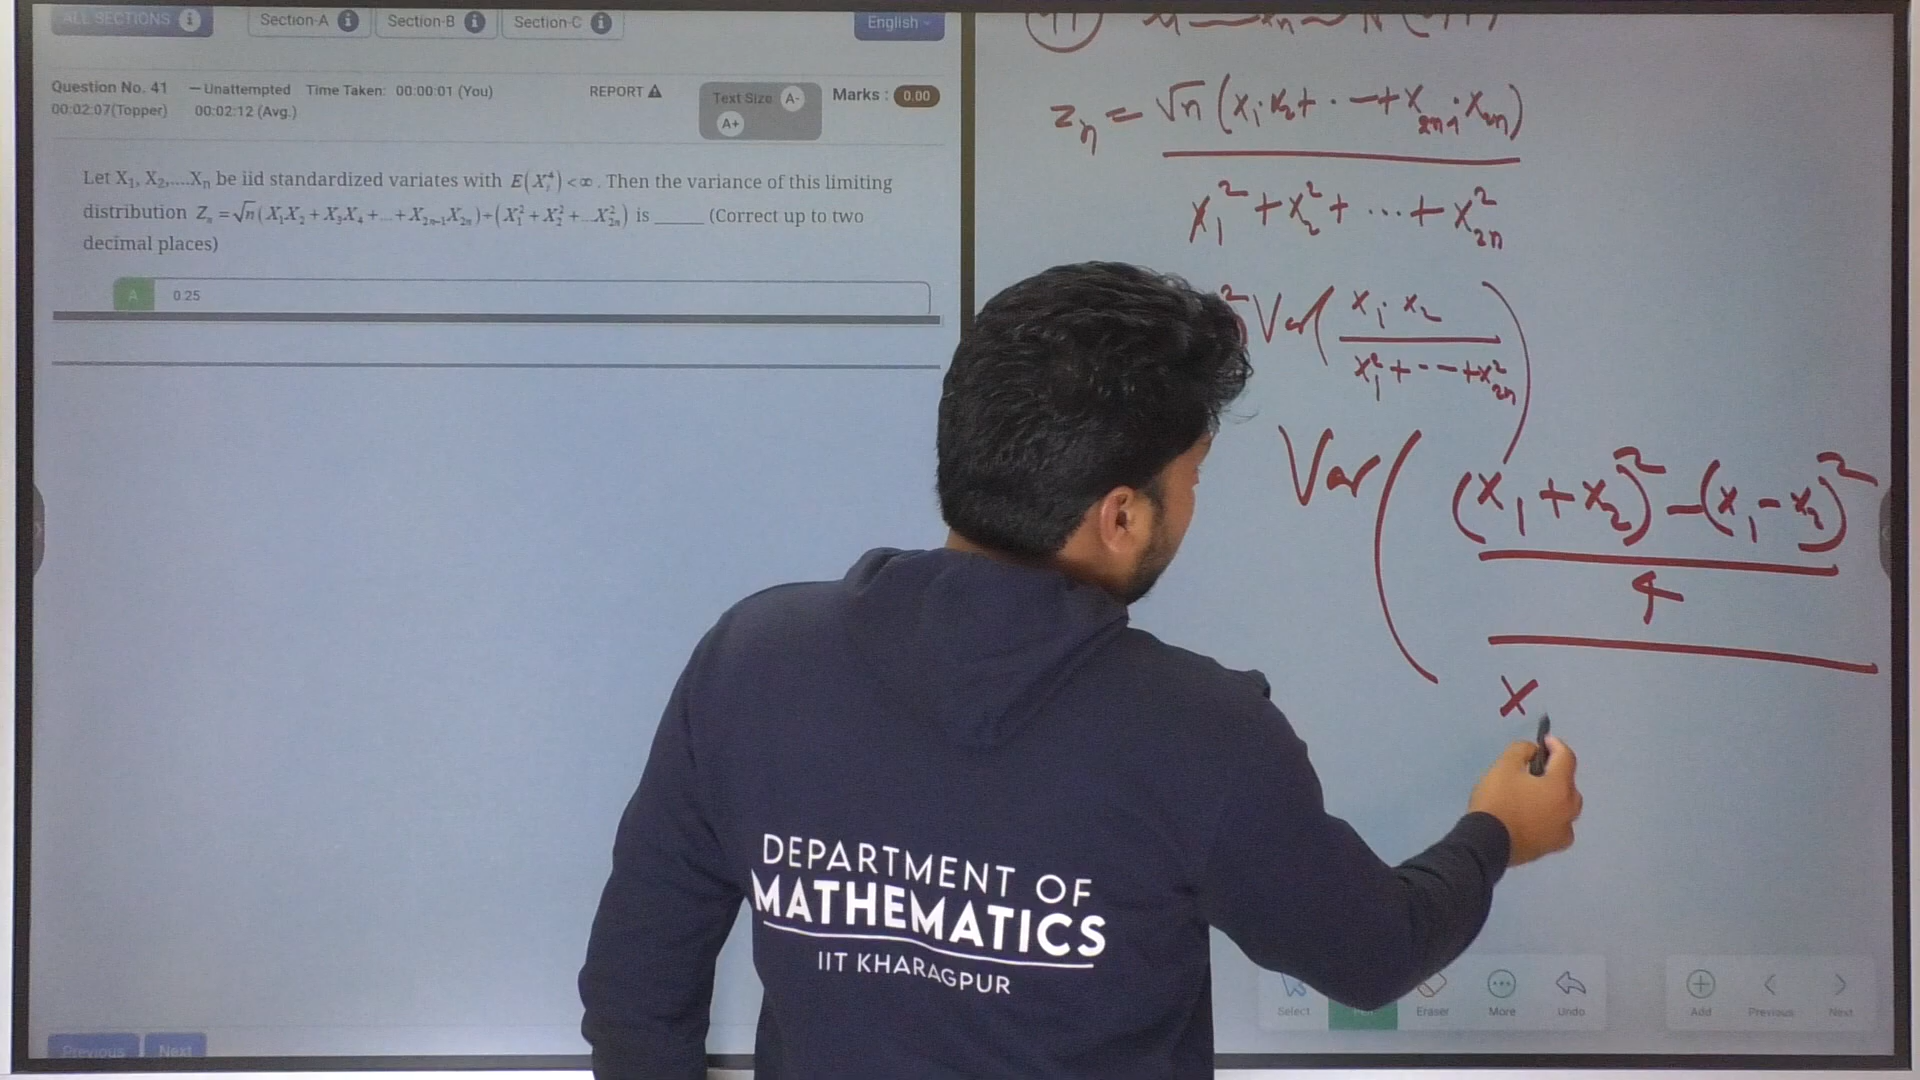 ALL SECTIONS i Section-A i Section-B i Section-C i English
Question No. 41 — Unattempted Time Taken: 00:00:01 (You) REPORT Text Size A- A+ Marks : 0.00
00:02:07(Topper) 00:02:12 (Avg.)
Let X₁, X₂,....Xₙ be iid standardized variates with E(Xᵢ⁴) < ∞ . Then the variance of this limiting
distribution Zₙ = √n(X₁X₂ + X₃X₄ + ... + X₂ₙ₋₁X₂ₙ) ÷ (X₁² + X₂² + ...X₂ₙ²) is _____ (Correct up to two
decimal places)
A 0.25
Previous Next
zₙ = √n (x₁·x₂ + · — + x₂ₙ₋₁·x₂ₙ)
x₁² + x₂² + ... + x₂ₙ²
² Var( x₁ x₂
x₁² + - - + x₂ₙ² )
Var( (x₁ + x₂)² - (x₁ - x₂)²
4
x
DEPARTMENT OF
MATHEMATICS
IIT KHARAGPUR
Select Eraser More Undo Add Previous Next